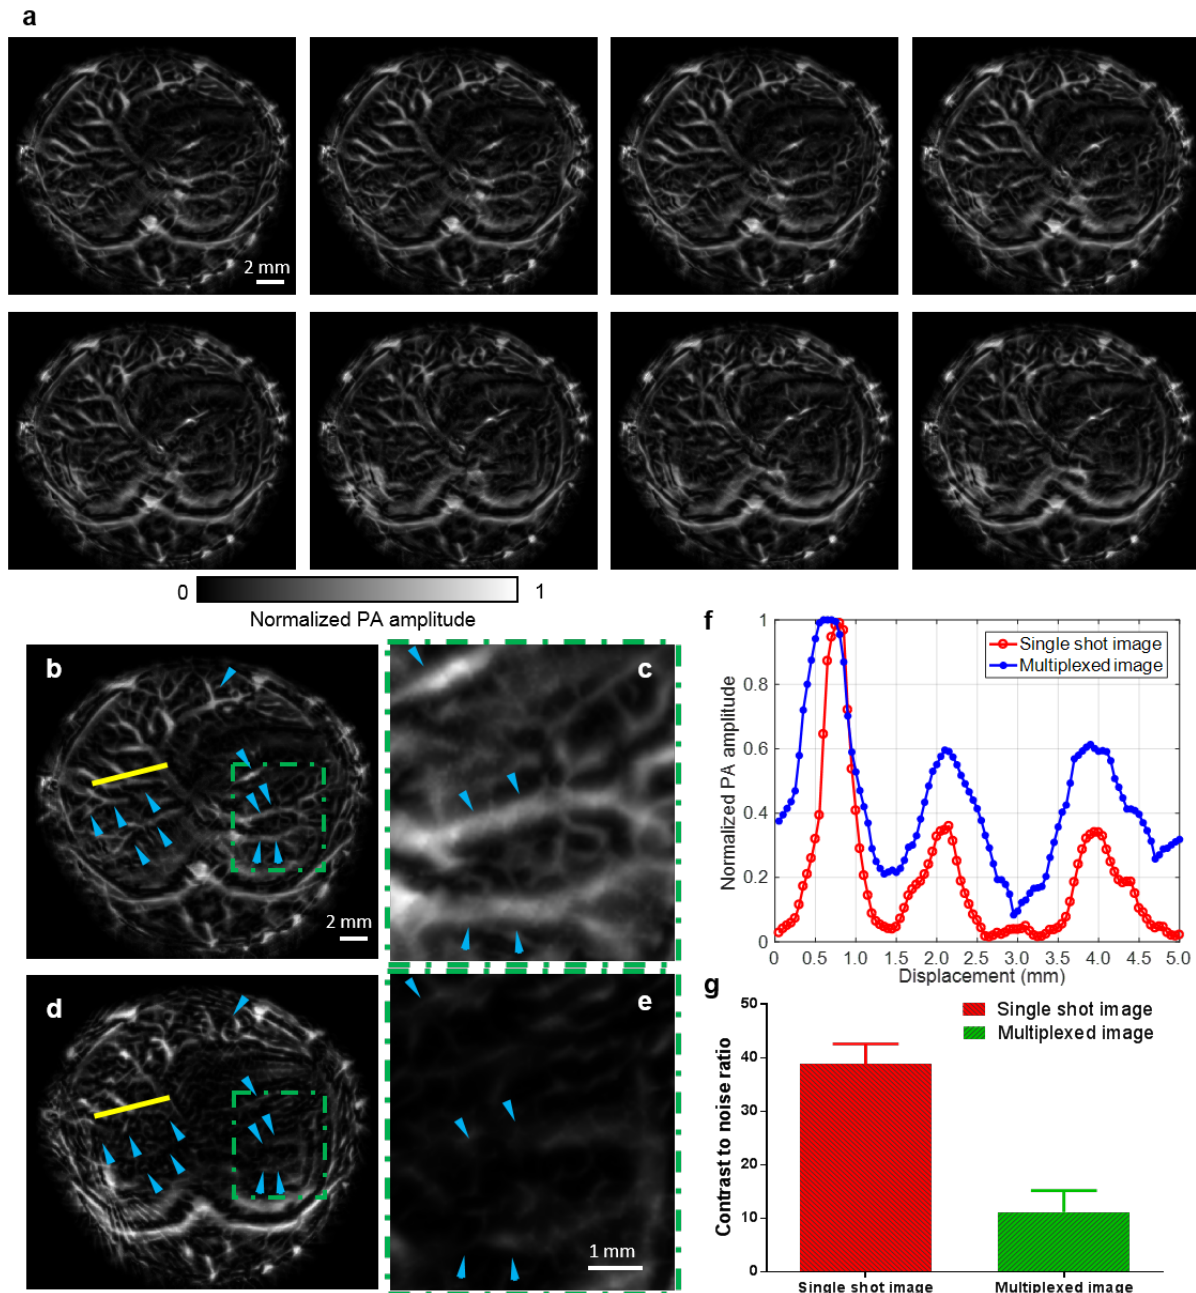 a
2 mm
0
1
Normalized PA amplitude
b
2 mm
c
d
e
1 mm
f
Single shot image
Multiplexed image
Normalized PA amplitude
1
0.8
0.6
0.4
0.2
0
0 0.5 1.0 1.5 2.0 2.5 3.0 3.5 4.0 4.5 5.0
Displacement (mm)
g
Single shot image
Multiplexed image
Contrast to noise ratio
50
40
30
20
10
0
Single shot image Multiplexed image